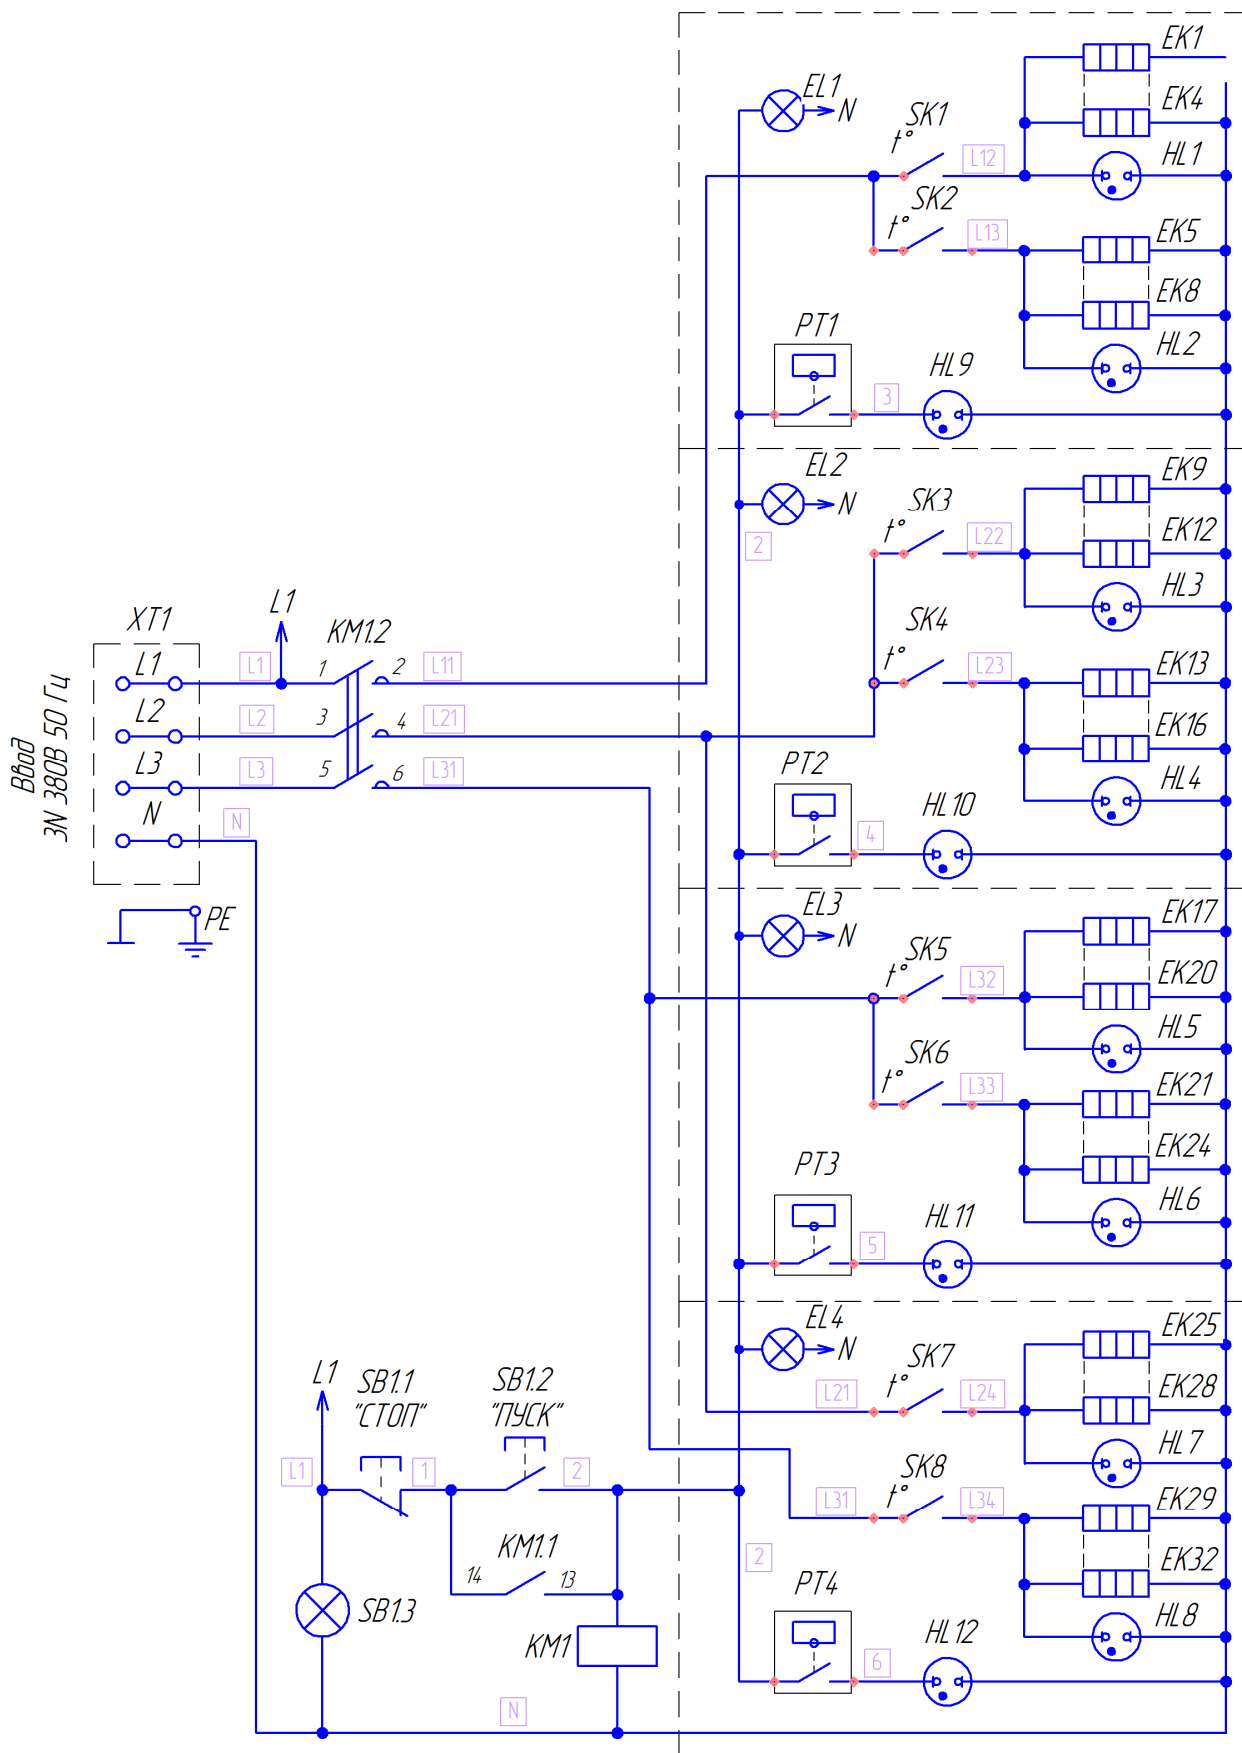 EK1
EL1
N
EK4
SK1
t°
L12
HL1
SK2
t°
L13
EK5
EK8
PT1
HL2
HL9
3
EL2
N
EK9
SK3
t°
L22
EK12
2
HL3
SK4
t°
L23
EK13
EK16
PT2
HL4
HL10
4
L1
XT1
KM1.2
L1
L1
1
2
L11
L2
L2
3
4
L21
L3
L3
5
6
L31
N
N
Ввод
3N 380В 50 Гц
PE
EL3
N
EK17
SK5
t°
L32
EK20
HL5
SK6
t°
L33
EK21
EK24
PT3
HL6
HL11
5
EL4
N
EK25
SK7
L21
t°
L24
EK28
HL7
SK8
L31
t°
L34
EK29
EK32
2
PT4
HL8
HL12
6
L1
SB1.1
"СТОП"
SB1.2
"ПУСК"
L1
1
2
KM1.1
14
13
SB1.3
KM1
N